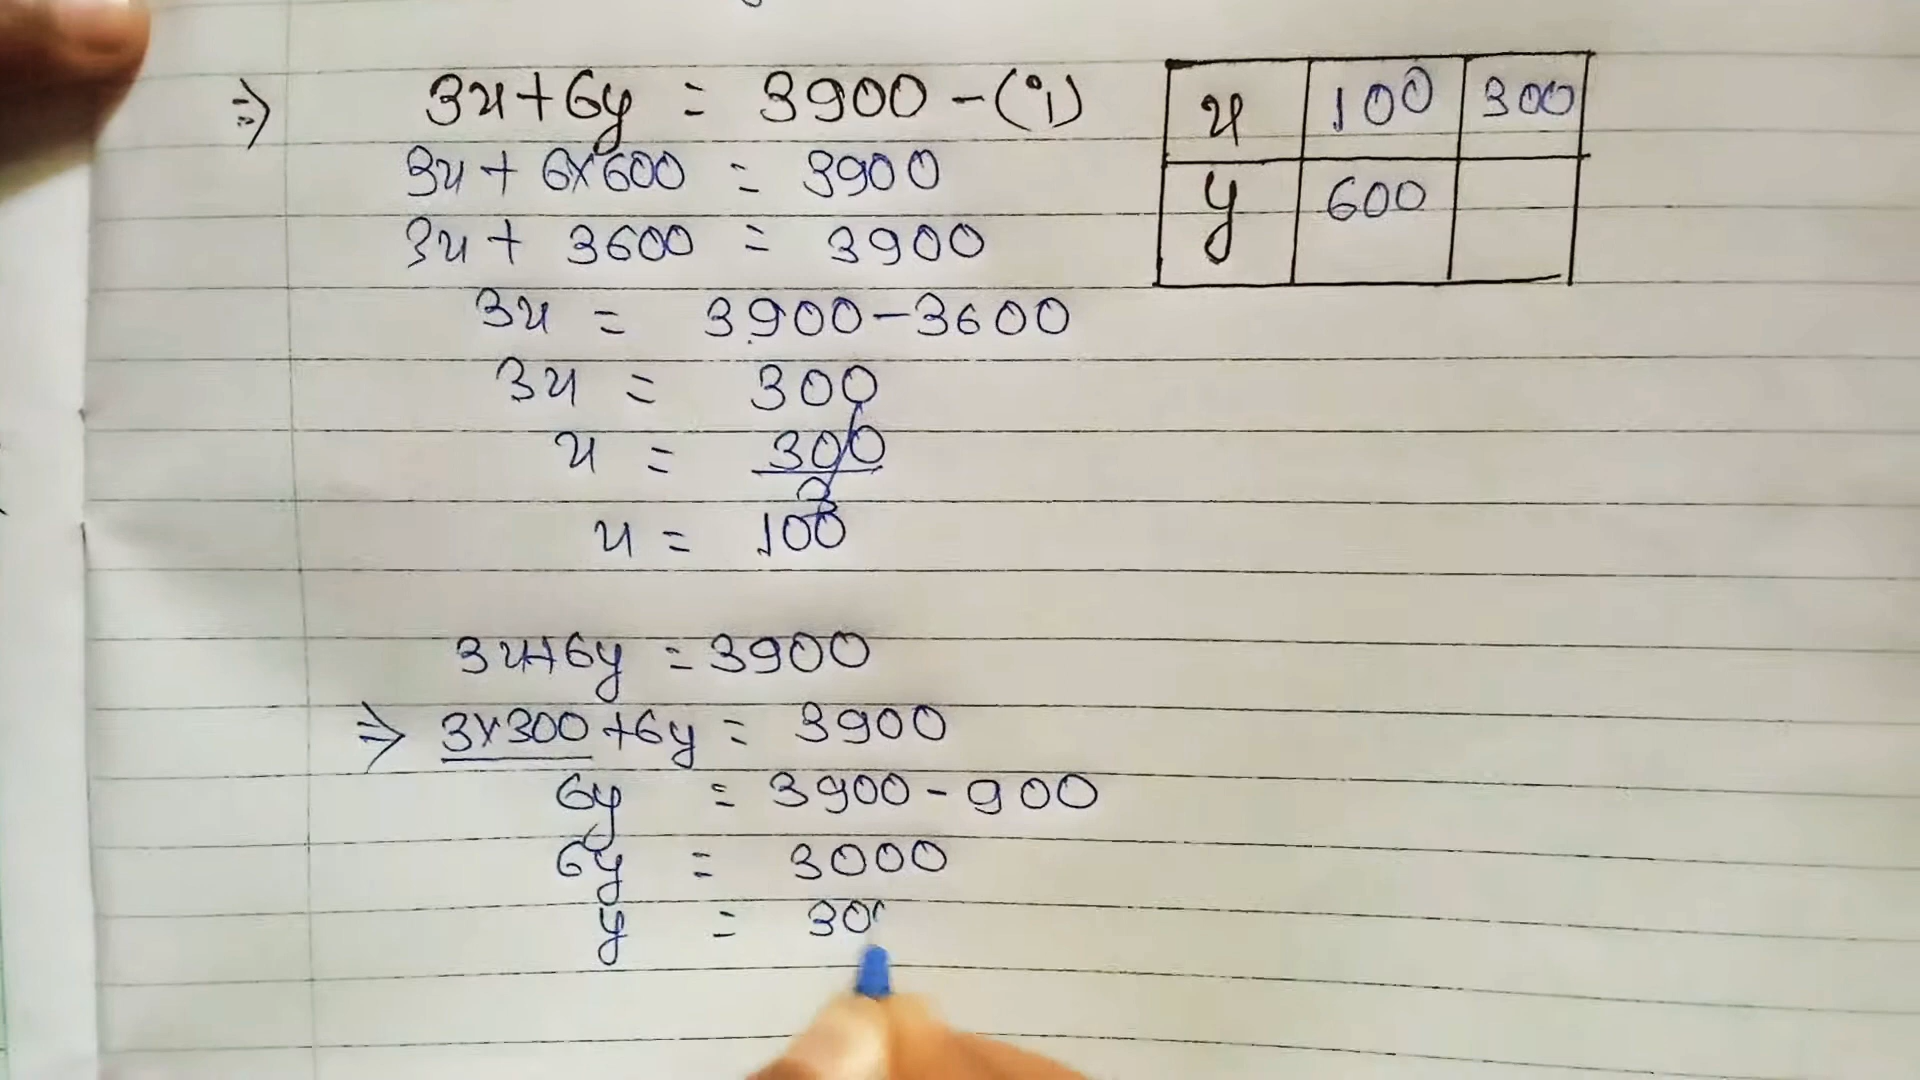 ⇒ 3x+6y = 3900 -(i)
3x + 6×600 = 3900
3x + 3600 = 3900
3x = 3900-3600
3x = 300
x = 300
3
x = 100
x 100 300
y 600
3x+6y = 3900
⇒ 3×300+6y = 3900
6y = 3900-900
6y = 3000
y = 300